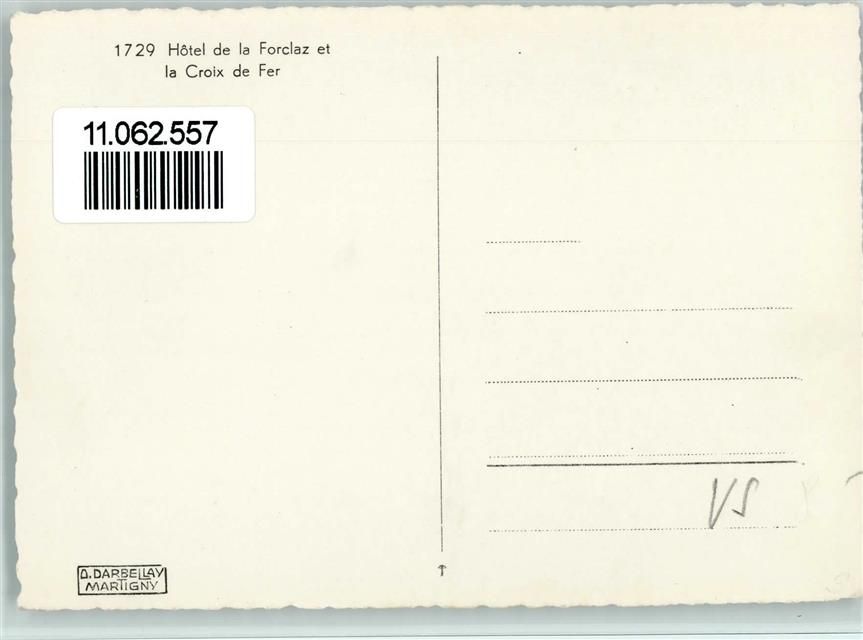 1729 Hôtel de la Forclaz et
la Croix de Fer
11.062.557
VS
O. DARBELLAY
MARTIGNY